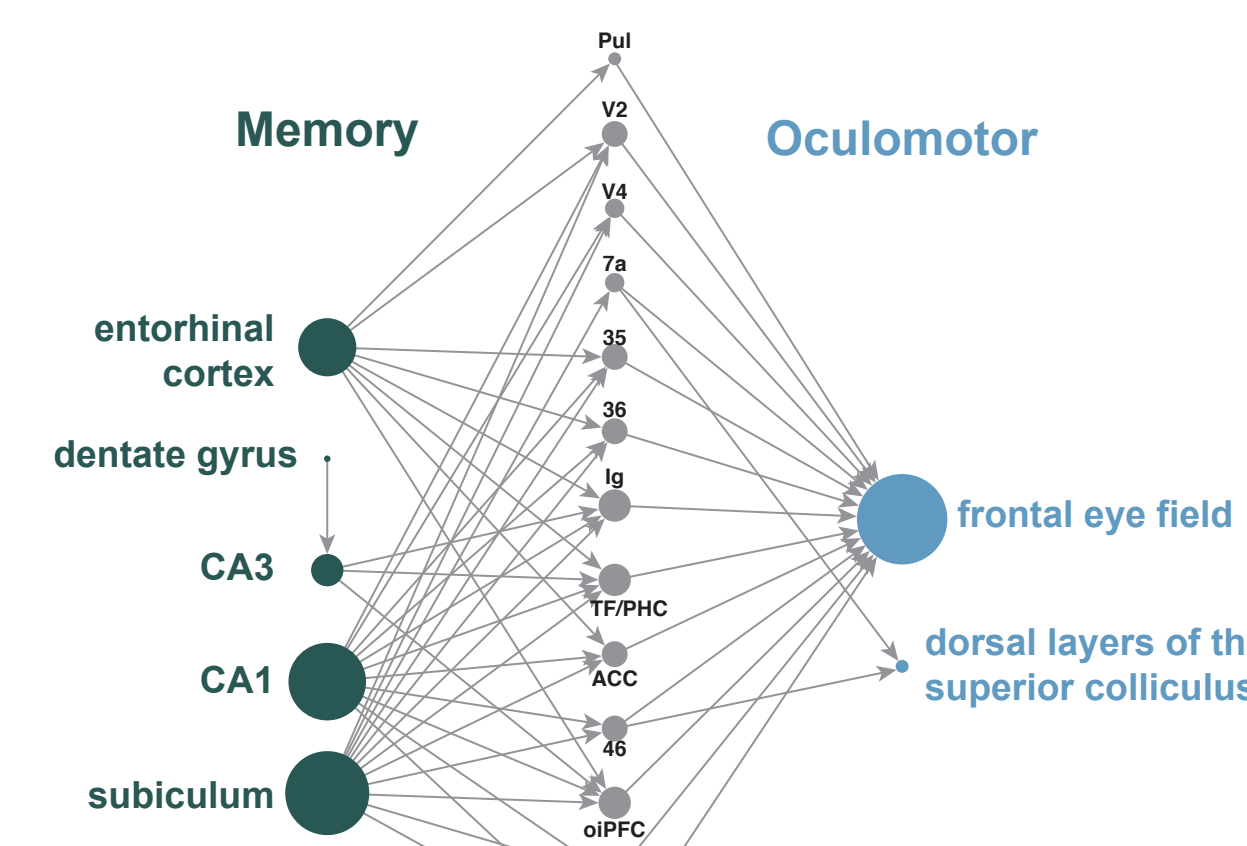 Pul
Memory
V2
Oculomotor
V4
7a
entorhinal
cortex
35
36
dentate gyrus
Ig
frontal eye field
CA3
TF/PHC
dorsal layers of th
superior colliculus
CA1
ACC
46
subiculum
oiPFC